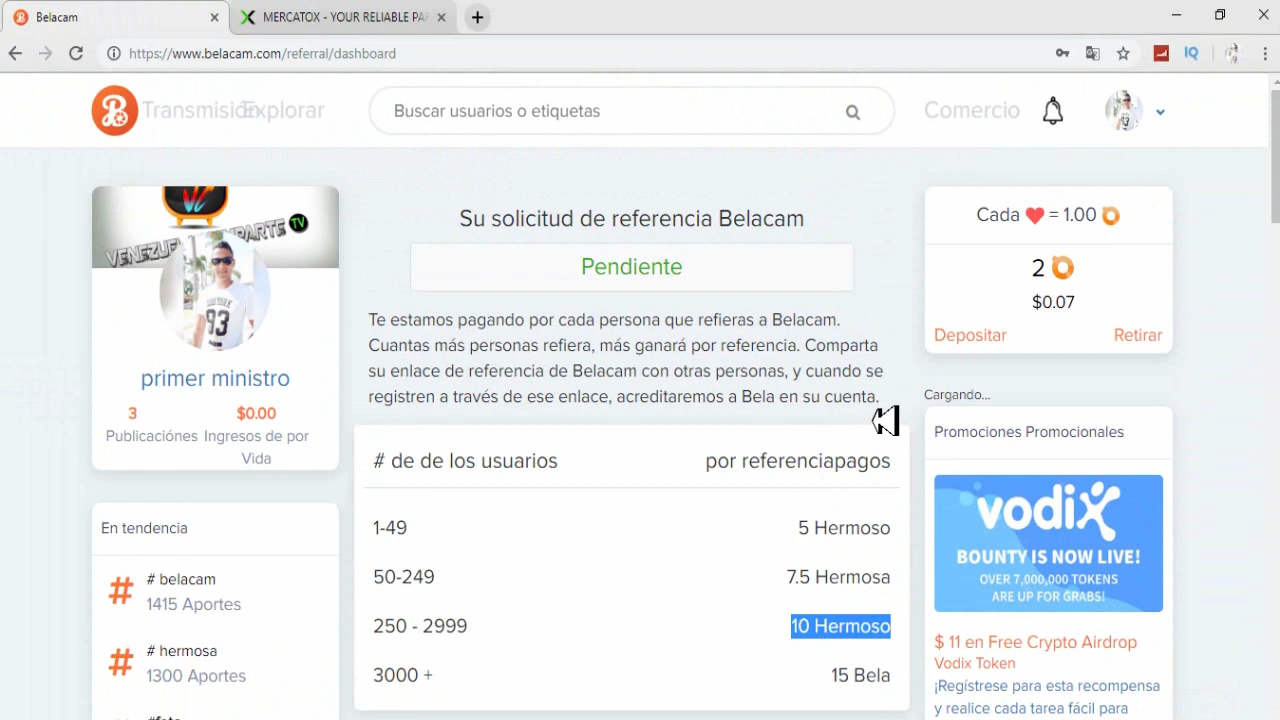 Belacam
MERCATOX - YOUR RELIABLE PAR
https://www.belacam.com/referral/dashboard
IQ
Transmisión
Explorar
Buscar usuarios o etiquetas
Comercio
VENEZUE
MPARTE TV
93
primer ministro
3
$0.00
Publicaciónes
Ingresos de por
Vida
En tendencia
# belacam
1415 Aportes
# hermosa
1300 Aportes
Su solicitud de referencia Belacam
Pendiente
Te estamos pagando por cada persona que refieras a Belacam.
Cuantas más personas refiera, más ganará por referencia. Comparta
su enlace de referencia de Belacam con otras personas, y cuando se
registren a través de ese enlace, acreditaremos a Bela en su cuenta.
# de de los usuarios por referenciapagos
1-49 5 Hermoso
50-249 7.5 Hermosa
250 - 2999 10 Hermoso
3000 + 15 Bela
Cada ❤ = 1.00
2
$0.07
Depositar Retirar
Cargando...
Promociones Promocionales
vodiX
BOUNTY IS NOW LIVE!
OVER 7,000,000 TOKENS
ARE UP FOR GRABS!
$ 11 en Free Crypto Airdrop
Vodix Token
¡Regístrese para esta recompensa
y realice cada tarea fácil para